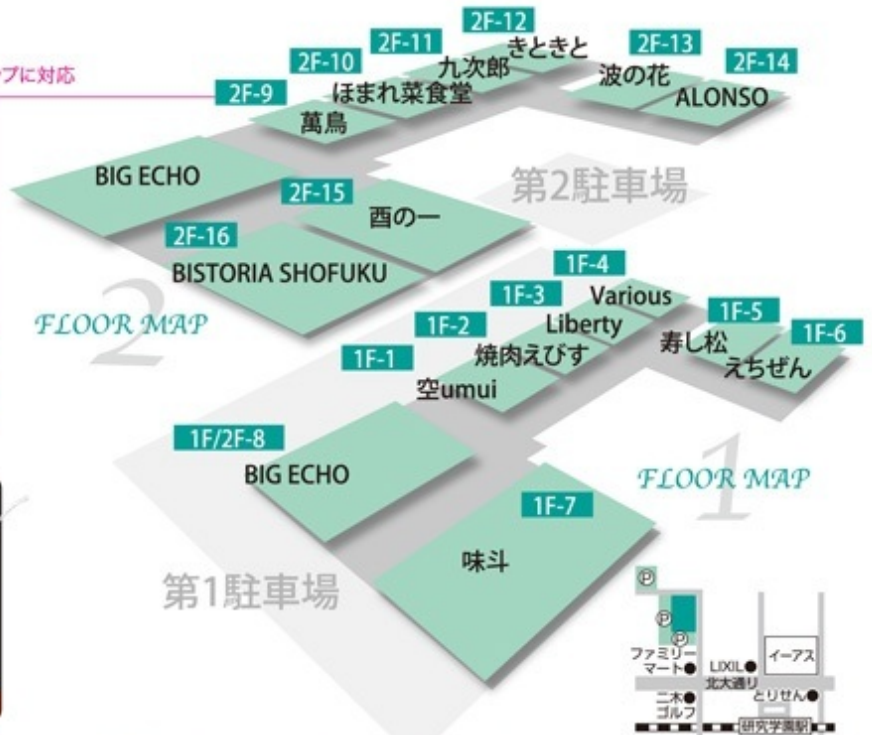 プに対応
2F-12
2F-11
きときと
2F-13
2F-10
九次郎
波の花
2F-14
2F-9
ほまれ菜食堂
ALONSO
萬鳥
BIG ECHO
第2駐車場
2F-15
酉の一
2F-16
BISTORIA SHOFUKU
2
FLOOR MAP
1F-4
1F-3
Various
1F-2
Liberty
1F-5
1F-1
焼肉えびす
寿し松
1F-6
空umui
えちぜん
1F/2F-8
BIG ECHO
1
FLOOR MAP
1F-7
味斗
第1駐車場
P
P
P
ファミリー
マート
LIXIL
イーアス
北大通り
とりせん
二木
ゴルフ
研究学園駅